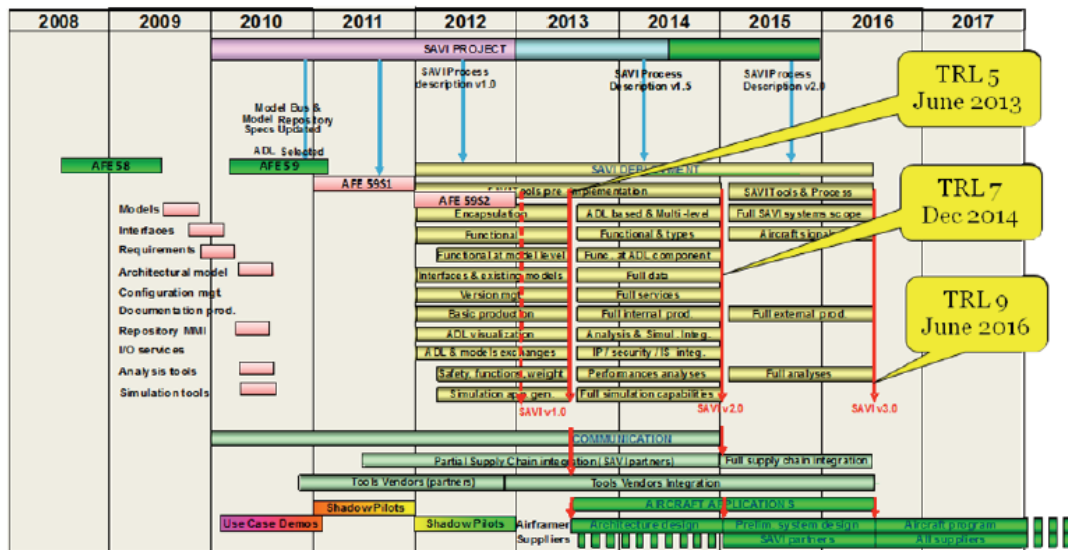 2008 2009 2010 2011 2012 2013 2014 2015 2016 2017
SAVI PROJECT
SAVI Process
description v1.0
SAVI Process
Description v1.5
SAVI Process
Description v2.0
TRL 5
June 2013
Model Bus &
Model Repository
Specs Updated
ADL Selected
AFE 58
AFE 59
SAVI DEPLOYMENT
AFE 59S1
SAVI Tools pre implementation
SAVI Tools & Process
AFE 59S2
TRL 7
Dec 2014
Models
Encapsulation
ADL based & Multi-level
Full SAVI systems scope
Interfaces
Functional
Functional & types
Aircraft signals
Requirements
Functional at model level
Func. at ADL component
Architectural model
Interfaces & existing models
Full data
Configuration mgt
Version mgt
Full services
TRL 9
June 2016
Documentation prod.
Basic production
Full internal prod.
Full external prod.
Repository MMI
ADL visualization
Analysis & Simul. Integ.
I/O services
ADL & models exchanges
IP / security / IS integ.
Analysis tools
Safety, functions, weight
Performances analyses
Full analyses
Simulation tools
Simulation app gen.
Full simulation capabilities
SAVI v1.0
SAVI v2.0
SAVI v3.0
COMMUNICATION
Partial Supply Chain integration (SAVI partners)
Full supply chain integration
Tools Vendors (partners)
Tools Vendors Integration
Shadow Pilots
AIRCRAFT APPLICATIONS
Use Case Demos
Shadow Pilots
Airframer
Architecture design
Prelim. system design
Aircraft program
Suppliers
SAVI partners
All suppliers